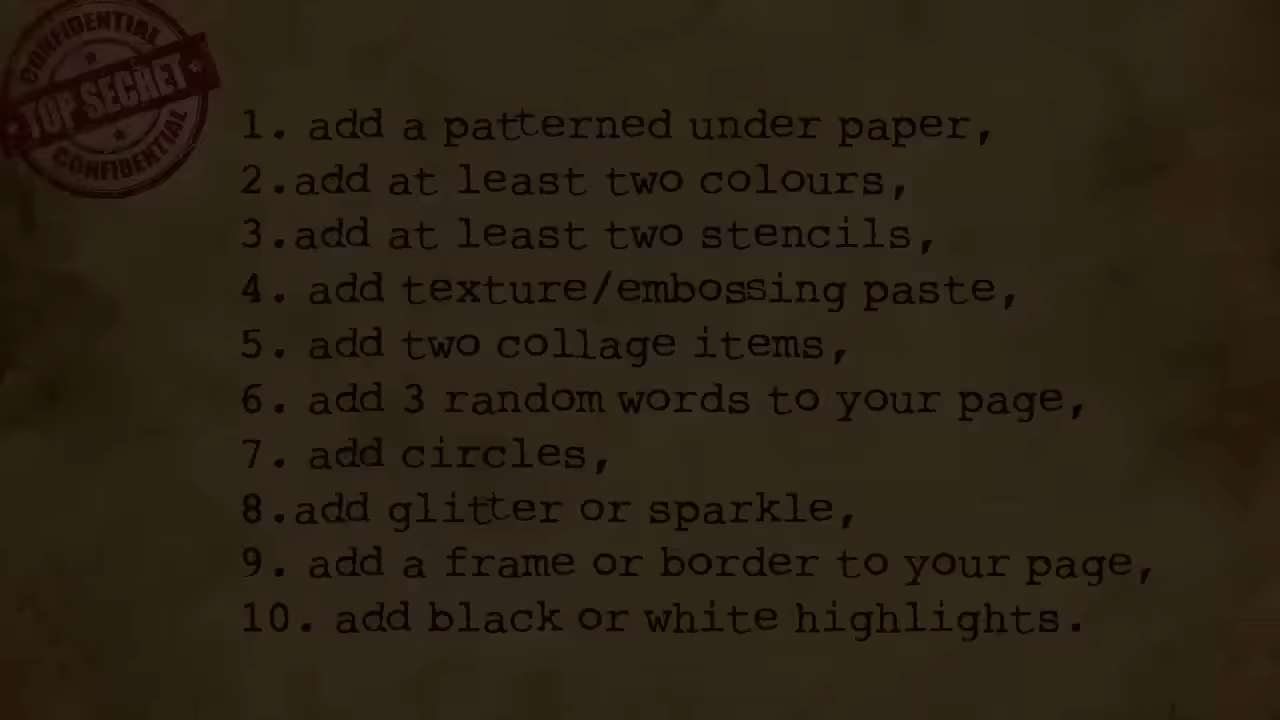 CONFIDENTIAL
TOP SECRET
CONFIDENTIAL
1. add a patterned under paper,
2.add at least two colours,
3.add at least two stencils,
4. add texture/embossing paste,
5. add two collage items,
6. add 3 random words to your page,
7. add circles,
8.add glitter or sparkle,
9. add a frame or border to your page,
10. add black or white highlights.